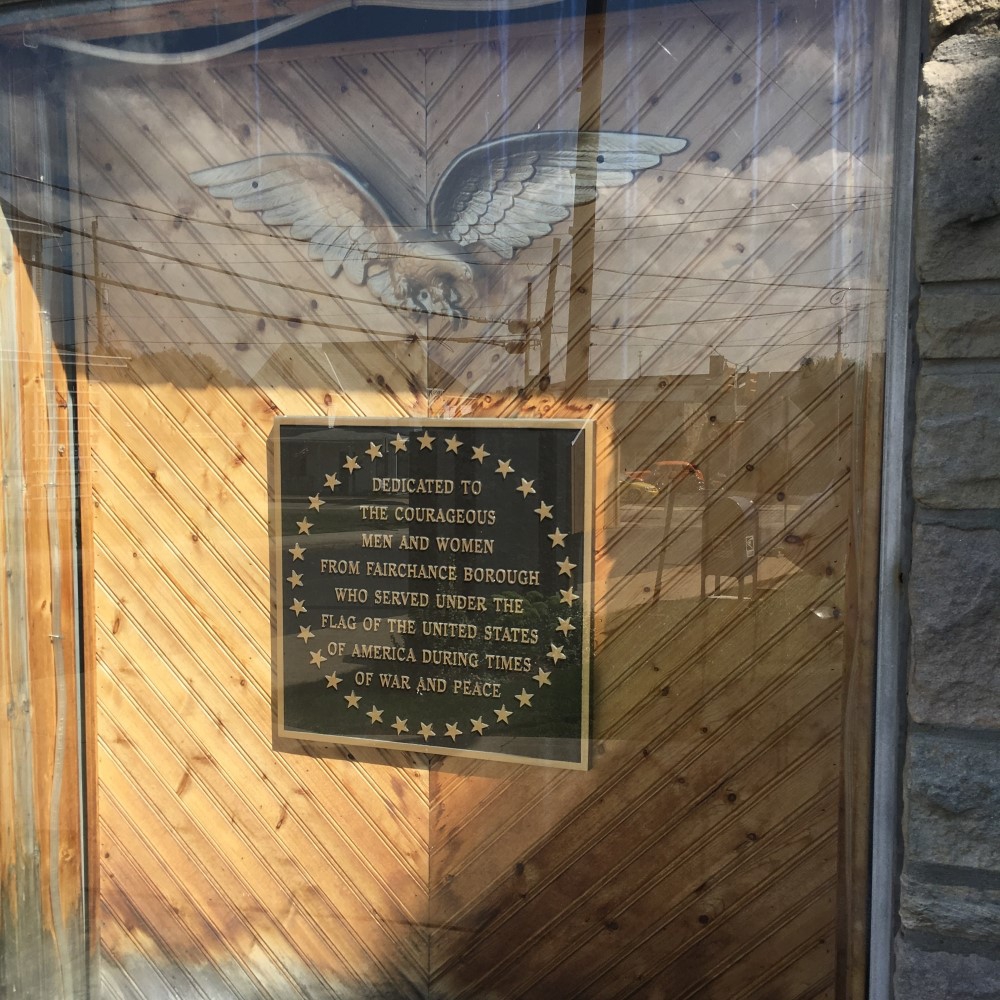 DEDICATED TO
THE COURAGEOUS
MEN AND WOMEN
FROM FAIRCHANCE BOROUGH
WHO SERVED UNDER THE
FLAG OF THE UNITED STATES
OF AMERICA DURING TIMES
OF WAR AND PEACE